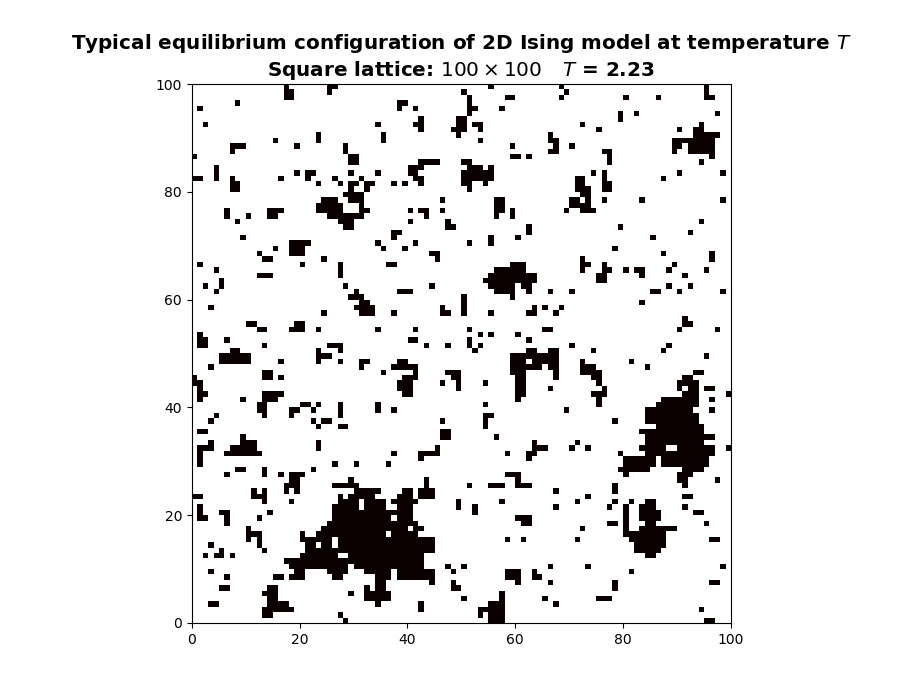 Typical equilibrium configuration of 2D Ising model at temperature T
Square lattice: 100 × 100 T = 2.23
100
80
60
40
20
0
0 20 40 60 80 100